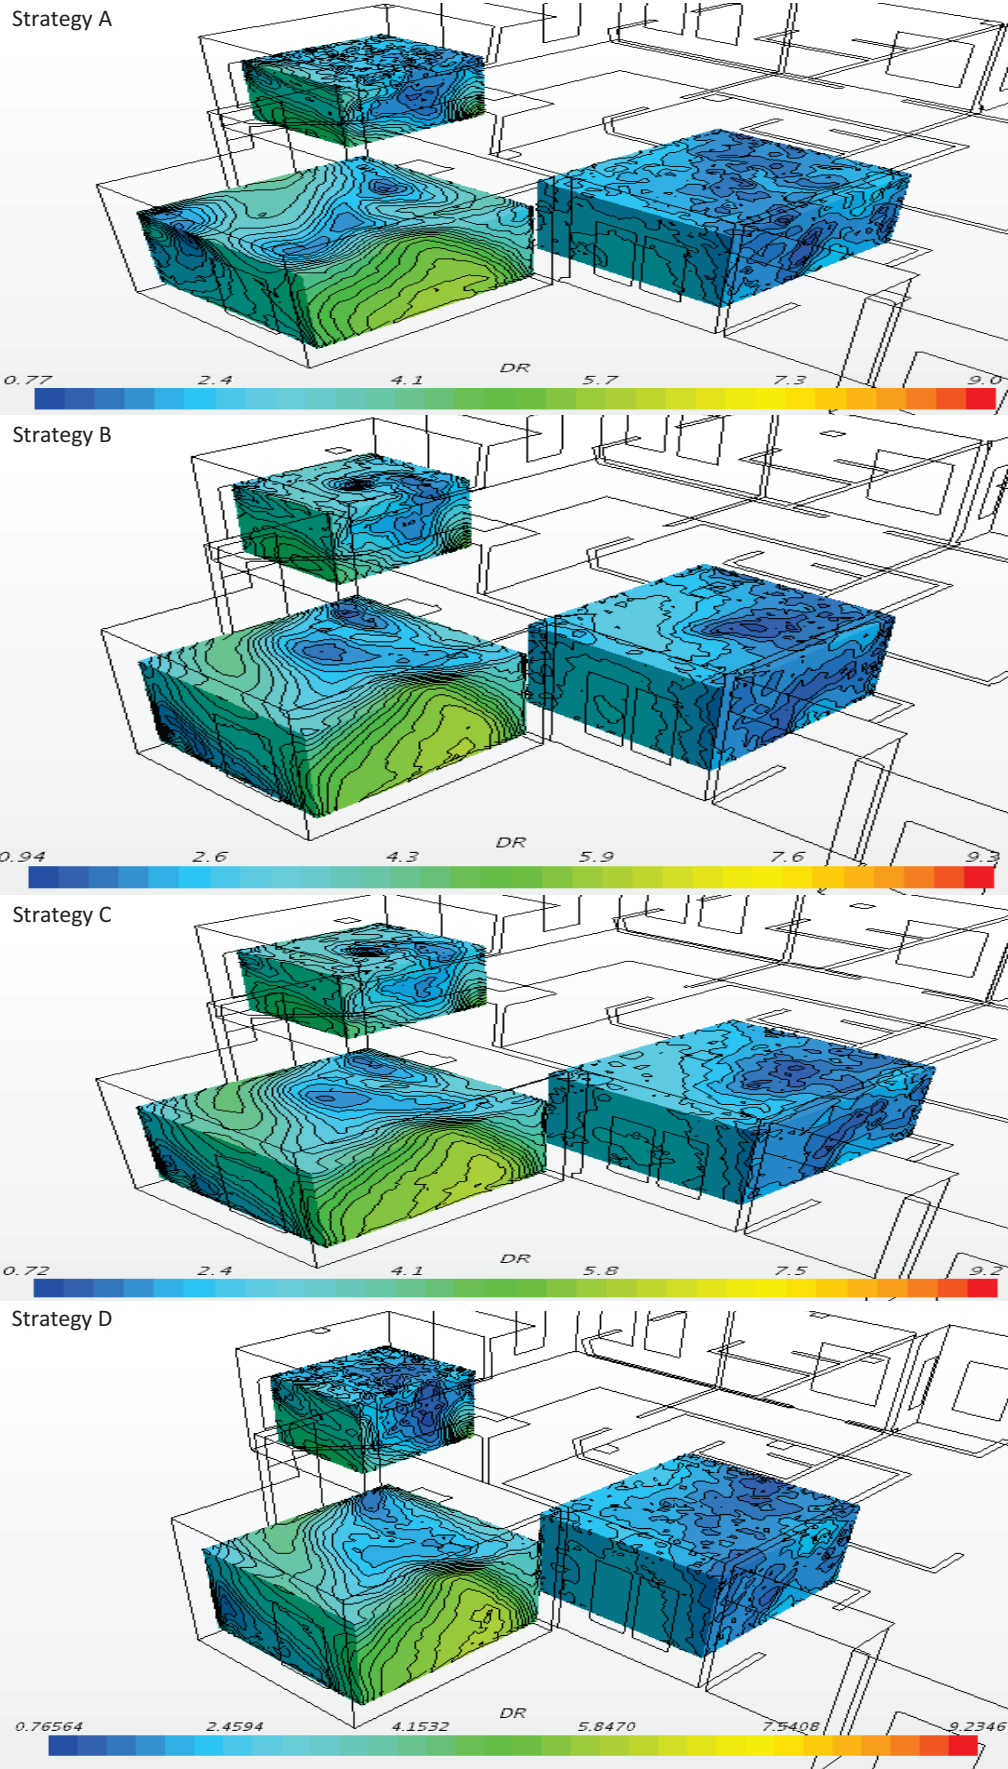 Strategy A
DR
0.77 2.4 4.1 5.7 7.3 9.0
Strategy B
DR
0.94 2.6 4.3 5.9 7.6 9.3
Strategy C
DR
0.72 2.4 4.1 5.8 7.5 9.2
Strategy D
DR
0.76564 2.4594 4.1532 5.8470 7.5408 9.2346